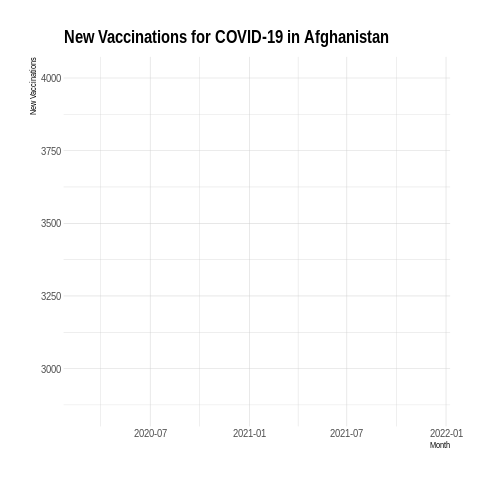 New Vaccinations for COVID-19 in Afghanistan
New Vaccinations
4000
3750
3500
3250
3000
2020-07 2021-01 2021-07 2022-01
Month